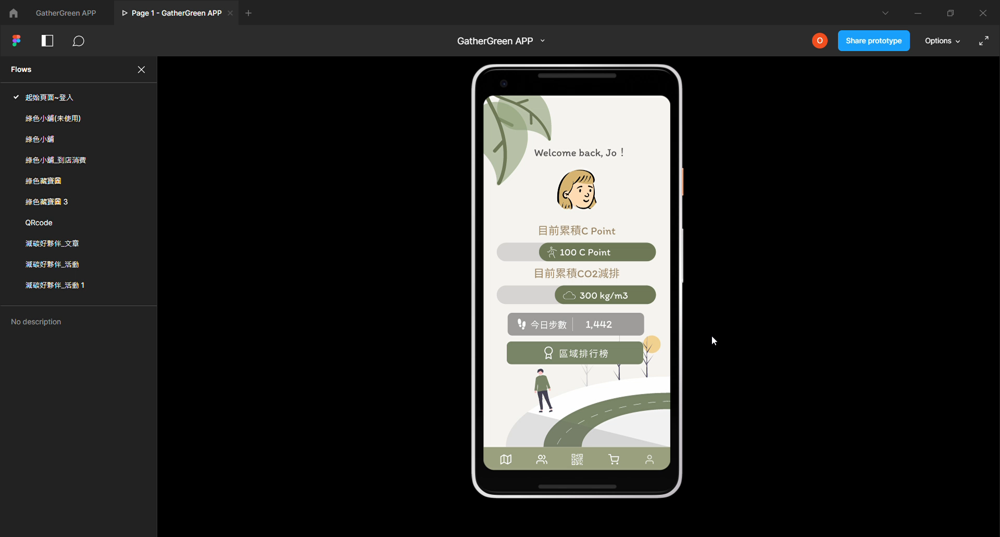 GatherGreen APP
Page 1 - GatherGreen APP
GatherGreen APP
O
Share prototype
Options
Flows
起始頁面~登入
綠色小舖(未使用)
綠色小舖
綠色小舖_到店消費
綠色藏寶圖
綠色藏寶圖 3
QRcode
減碳好夥伴_文章
減碳好夥伴_活動
減碳好夥伴_活動 1
No description
Welcome back, Jo！
目前累積C Point
100 C Point
目前累積CO2減排
300 kg/m3
今日步數 1,442
區域排行榜